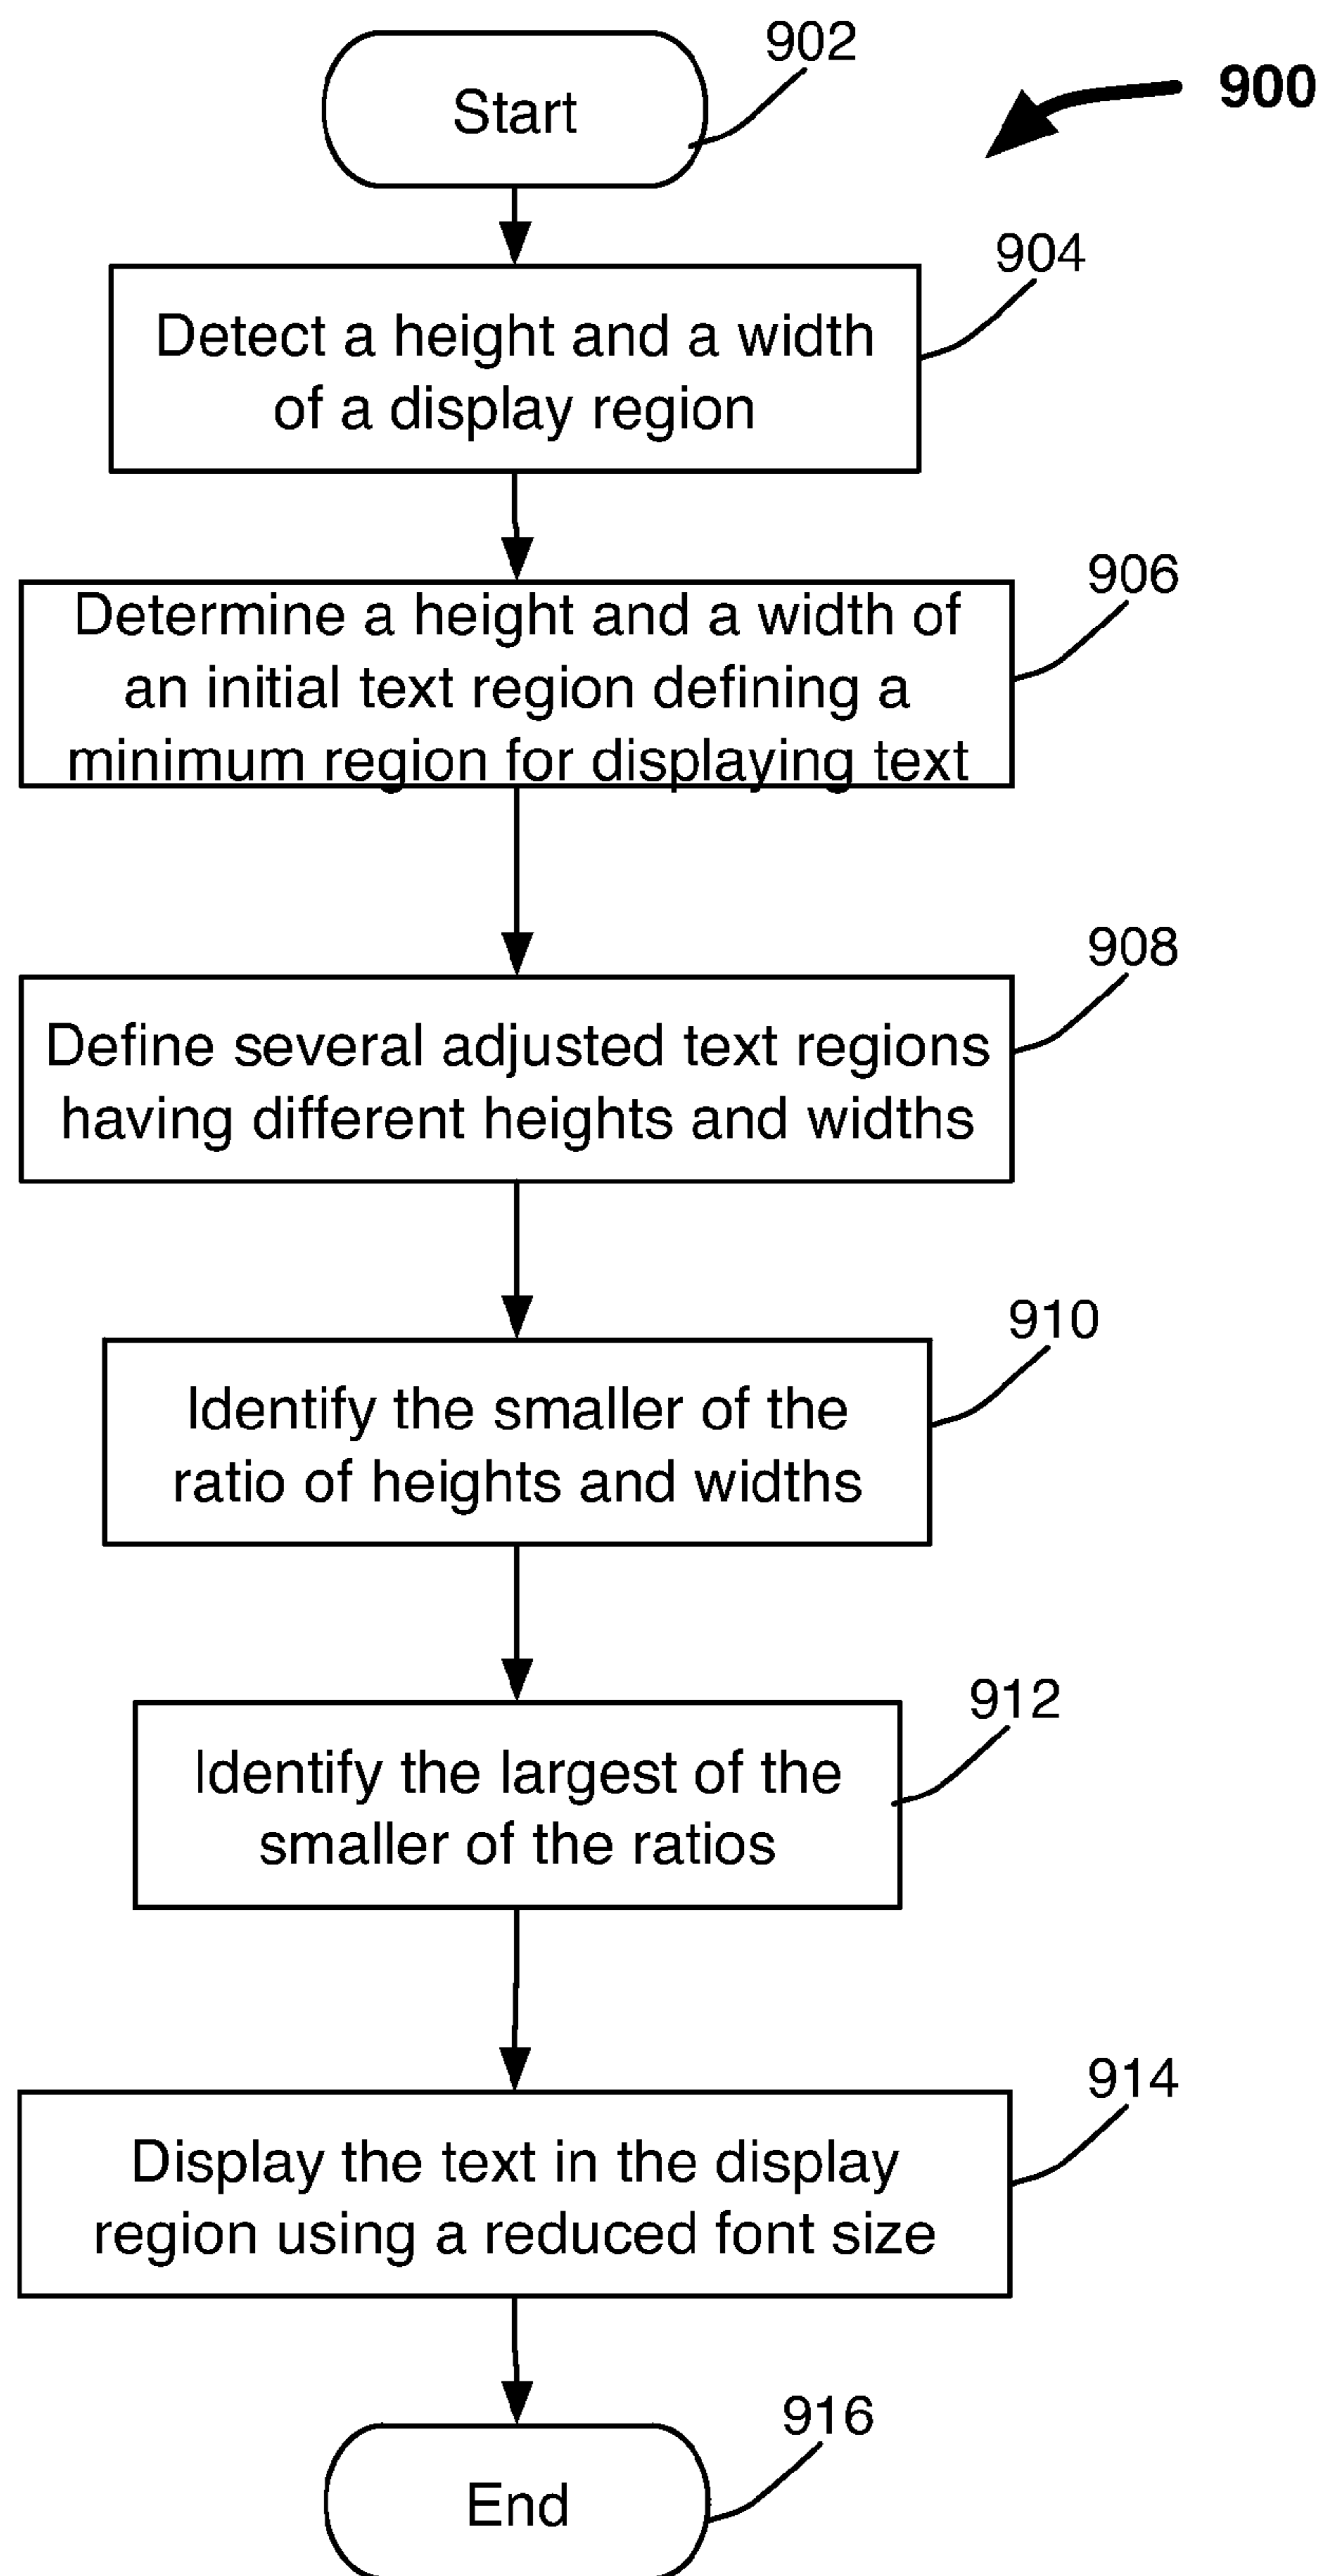 902
Start
900
904
Detect a height and a width
of a display region
906
Determine a height and a width of
an initial text region defining a
minimum region for displaying text
908
Define several adjusted text regions
having different heights and widths
910
Identify the smaller of the
ratio of heights and widths
912
Identify the largest of the
smaller of the ratios
914
Display the text in the display
region using a reduced font size
916
End